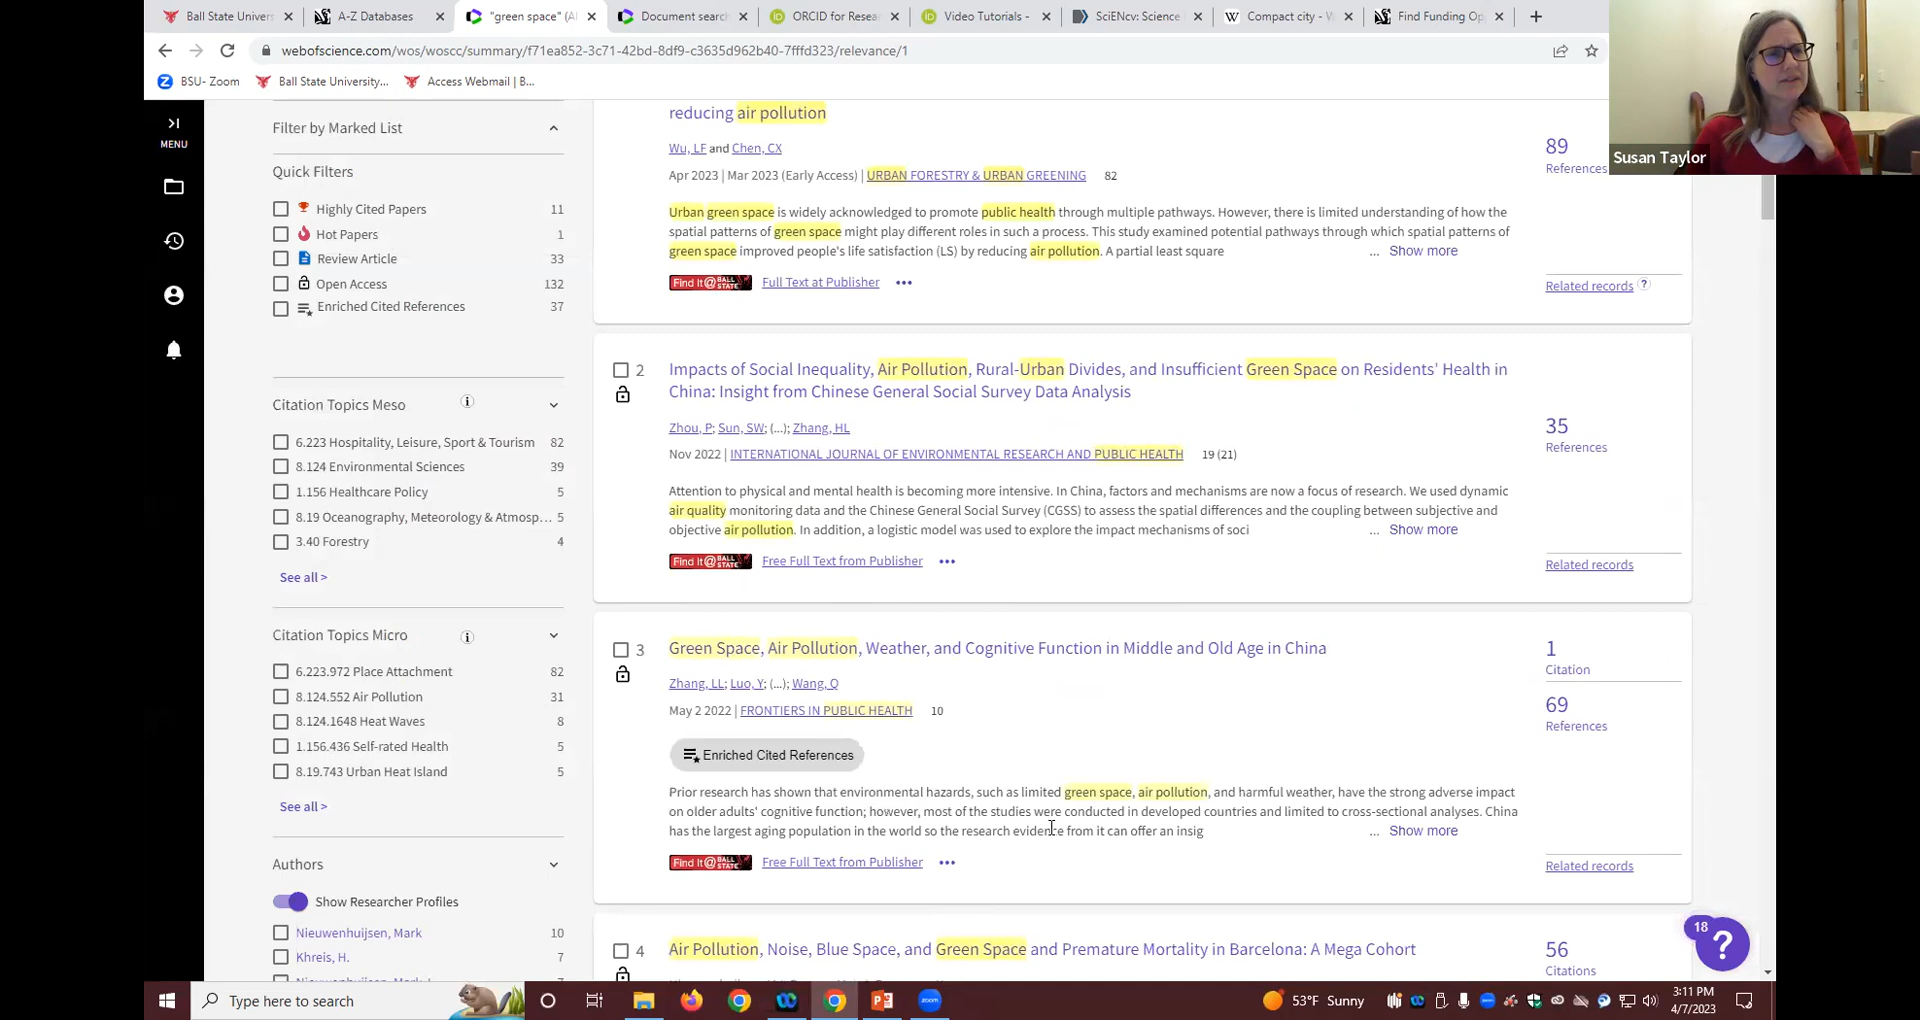 Ball State Univers
A-Z Databases
"green space" (Al
Document searc
ORCID for Resea
Video Tutorials -
SciENcv: Science
Compact city - W
Find Funding Op
webofscience.com/wos/woscc/summary/f71ea852-3c71-42bd-8df9-c3635d962b40-7fffd323/relevance/1
BSU- Zoom
Ball State University...
Access Webmail | B...
Susan Taylor
MENU
Filter by Marked List
Quick Filters
Highly Cited Papers 11
Hot Papers 1
Review Article 33
Open Access 132
Enriched Cited References 37
Citation Topics Meso
6.223 Hospitality, Leisure, Sport & Tourism 82
8.124 Environmental Sciences 39
1.156 Healthcare Policy 5
8.19 Oceanography, Meteorology & Atmosp... 5
3.40 Forestry 4
See all >
Citation Topics Micro
6.223.972 Place Attachment 82
8.124.552 Air Pollution 31
8.124.1648 Heat Waves 8
1.156.436 Self-rated Health 5
8.19.743 Urban Heat Island 5
See all >
Authors
Show Researcher Profiles
Nieuwenhuijsen, Mark 10
Khreis, H. 7
reducing air pollution
Wu, LF and Chen, CX
Apr 2023 | Mar 2023 (Early Access) | URBAN FORESTRY & URBAN GREENING 82
Urban green space is widely acknowledged to promote public health through multiple pathways. However, there is limited understanding of how the
spatial patterns of green space might play different roles in such a process. This study examined potential pathways through which spatial patterns of
green space improved people's life satisfaction (LS) by reducing air pollution. A partial least square ... Show more
Find It @ BALL STATE
Full Text at Publisher
89
References
Related records
2
Impacts of Social Inequality, Air Pollution, Rural-Urban Divides, and Insufficient Green Space on Residents' Health in
China: Insight from Chinese General Social Survey Data Analysis
Zhou, P; Sun, SW; (...); Zhang, HL
Nov 2022 | INTERNATIONAL JOURNAL OF ENVIRONMENTAL RESEARCH AND PUBLIC HEALTH 19 (21)
Attention to physical and mental health is becoming more intensive. In China, factors and mechanisms are now a focus of research. We used dynamic
air quality monitoring data and the Chinese General Social Survey (CGSS) to assess the spatial differences and the coupling between subjective and
objective air pollution. In addition, a logistic model was used to explore the impact mechanisms of soci ... Show more
Find It @ BALL STATE
Free Full Text from Publisher
35
References
Related records
3
Green Space, Air Pollution, Weather, and Cognitive Function in Middle and Old Age in China
Zhang, LL; Luo, Y; (...); Wang, Q
May 2 2022 | FRONTIERS IN PUBLIC HEALTH 10
Enriched Cited References
Prior research has shown that environmental hazards, such as limited green space, air pollution, and harmful weather, have the strong adverse impact
on older adults' cognitive function; however, most of the studies were conducted in developed countries and limited to cross-sectional analyses. China
has the largest aging population in the world so the research evidence from it can offer an insig ... Show more
Find It @ BALL STATE
Free Full Text from Publisher
1
Citation
69
References
Related records
4
Air Pollution, Noise, Blue Space, and Green Space and Premature Mortality in Barcelona: A Mega Cohort
56
Citations
18
?
Type here to search
53°F Sunny
3:11 PM
4/7/2023